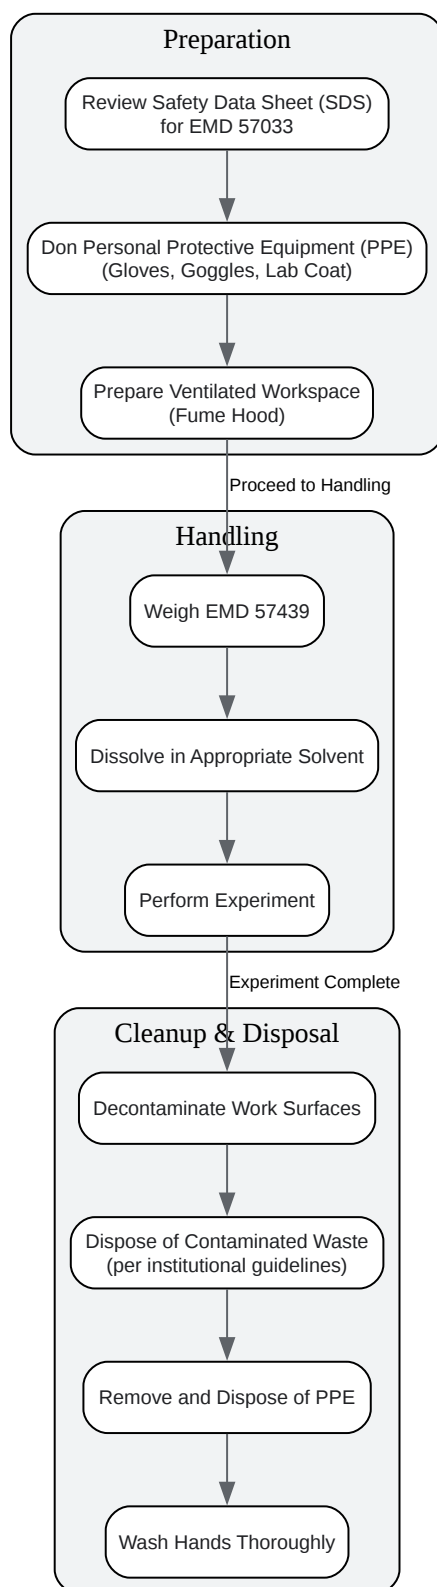 Preparation
Review Safety Data Sheet (SDS)
for EMD 57033
Don Personal Protective Equipment (PPE)
(Gloves, Goggles, Lab Coat)
Prepare Ventilated Workspace
(Fume Hood)
Proceed to Handling
Handling
Weigh EMD 57439
Dissolve in Appropriate Solvent
Perform Experiment
Experiment Complete
Cleanup & Disposal
Decontaminate Work Surfaces
Dispose of Contaminated Waste
(per institutional guidelines)
Remove and Dispose of PPE
Wash Hands Thoroughly